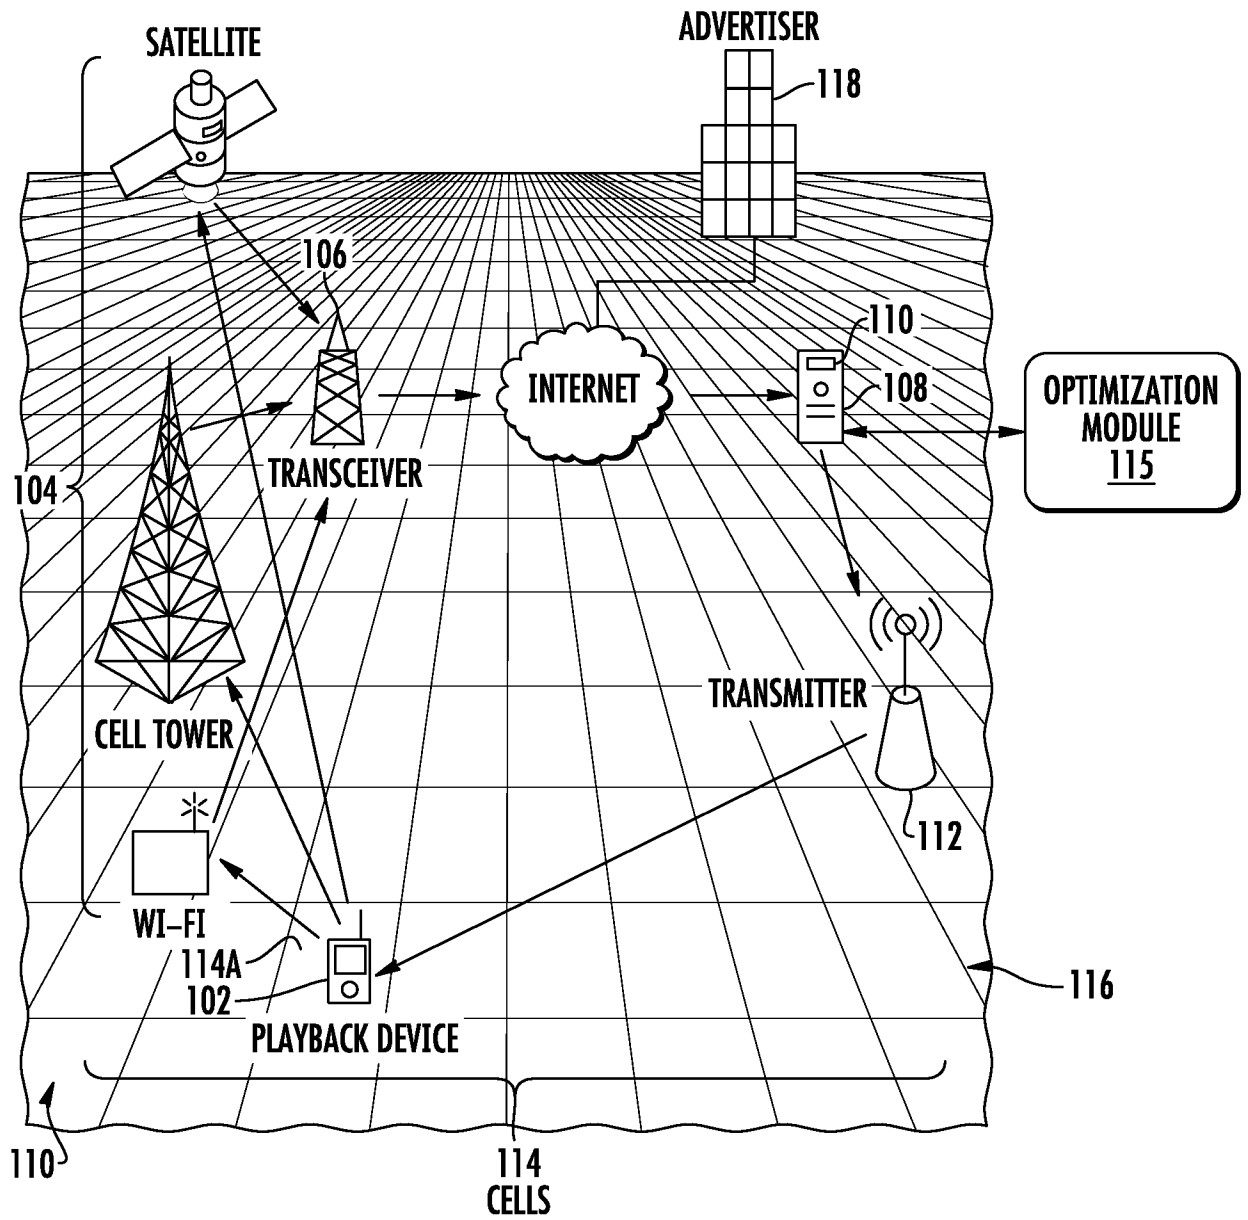 SATELLITE
ADVERTISER
118
106
110
INTERNET
108
OPTIMIZATION
MODULE
115
TRANSCEIVER
104
TRANSMITTER
CELL TOWER
112
WI–FI
114A
102
116
PLAYBACK DEVICE
110
114
CELLS